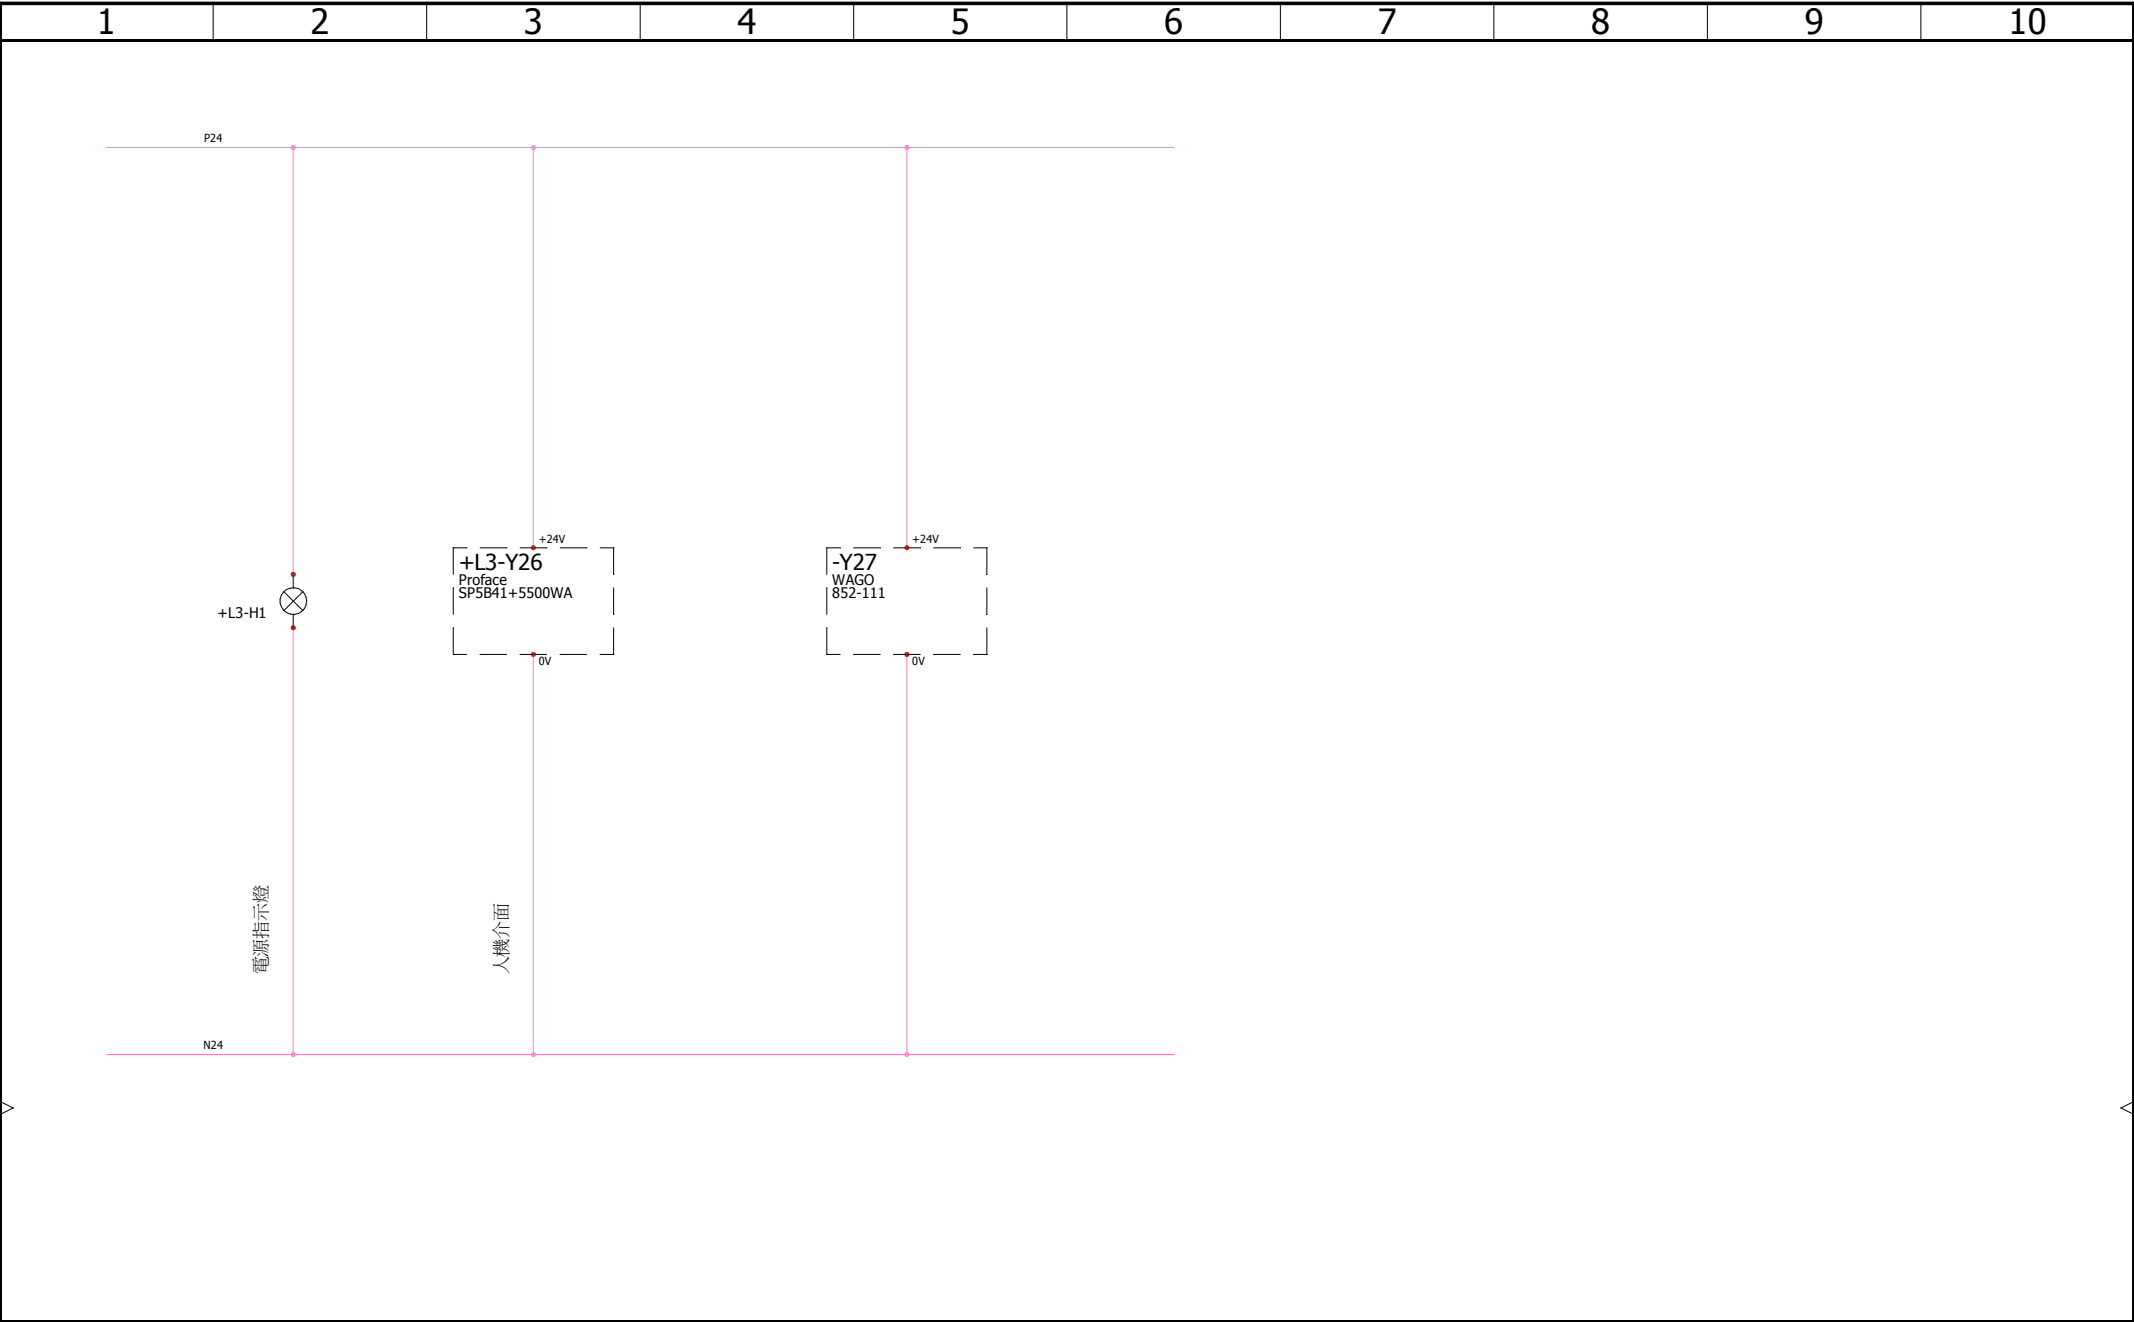 1 2 3 4 5 6 7 8 9 10
P24
+24V
+L3-Y26
Proface
SP5B41+5500WA
0V
+24V
-Y27
WAGO
852-111
0V
+L3-H1
電源指示燈
人機介面
N24